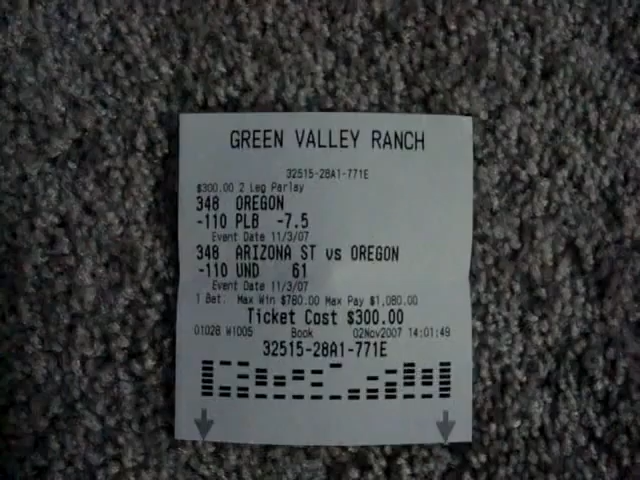 GREEN VALLEY RANCH
32515-28A1-771E
$300.00 2 Leg Parlay
348 OREGON
-110 PLB -7.5
Event Date 11/3/07
348 ARIZONA ST vs OREGON
-110 UND 61
Event Date 11/3/07
1 Bet. Max Win $780.00 Max Pay $1,080.00
Ticket Cost $300.00
01028 W1005 Book 02Nov2007 14:01:49
32515-28A1-771E